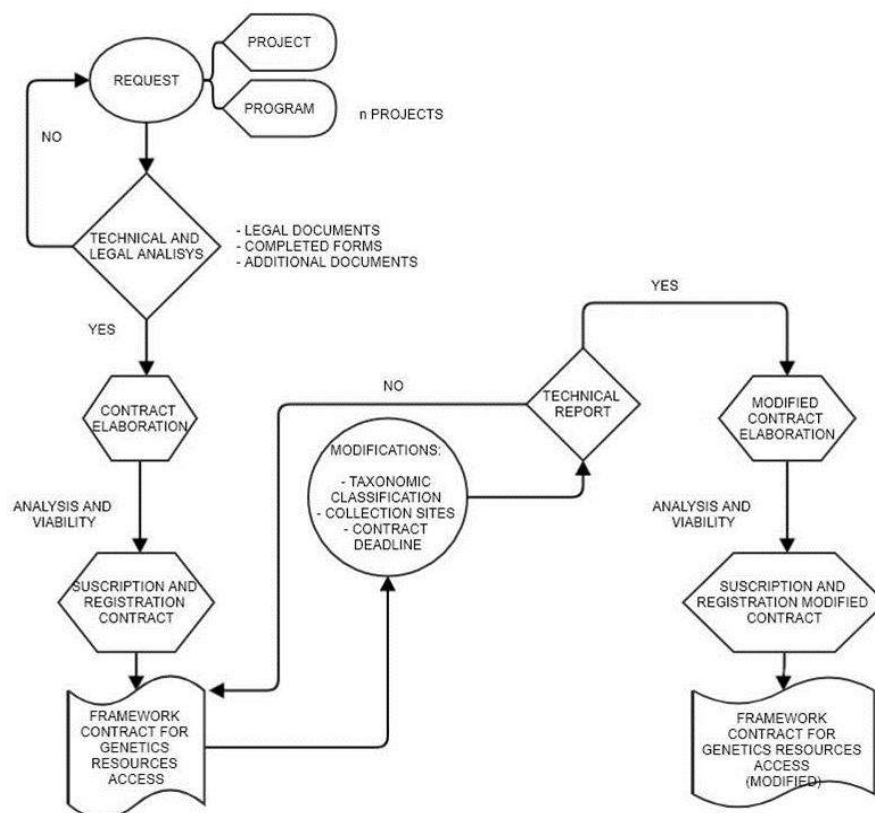 PROJECT
REQUEST
PROGRAM
n PROJECTS
NO
TECHNICAL AND
LEGAL ANALISYS
- LEGAL DOCUMENTS
- COMPLETED FORMS
- ADDITIONAL DOCUMENTS
YES
CONTRACT
ELABORATION
ANALYSIS AND
VIABILITY
SUSCRIPTION AND
REGISTRATION
CONTRACT
FRAMEWORK
CONTRACT FOR
GENETICS
RESOURCES
ACCESS
MODIFICATIONS:
- TAXONOMIC
CLASSIFICATION
- COLLECTION SITES
- CONTRACT
DEADLINE
NO
TECHNICAL
REPORT
YES
MODIFIED
CONTRACT
ELABORATION
ANALYSIS AND
VIABILITY
SUSCRIPTION AND
REGISTRATION MODIFIED
CONTRACT
FRAMEWORK
CONTRACT FOR
GENETICS RESOURCES
ACCESS
(MODIFIED)